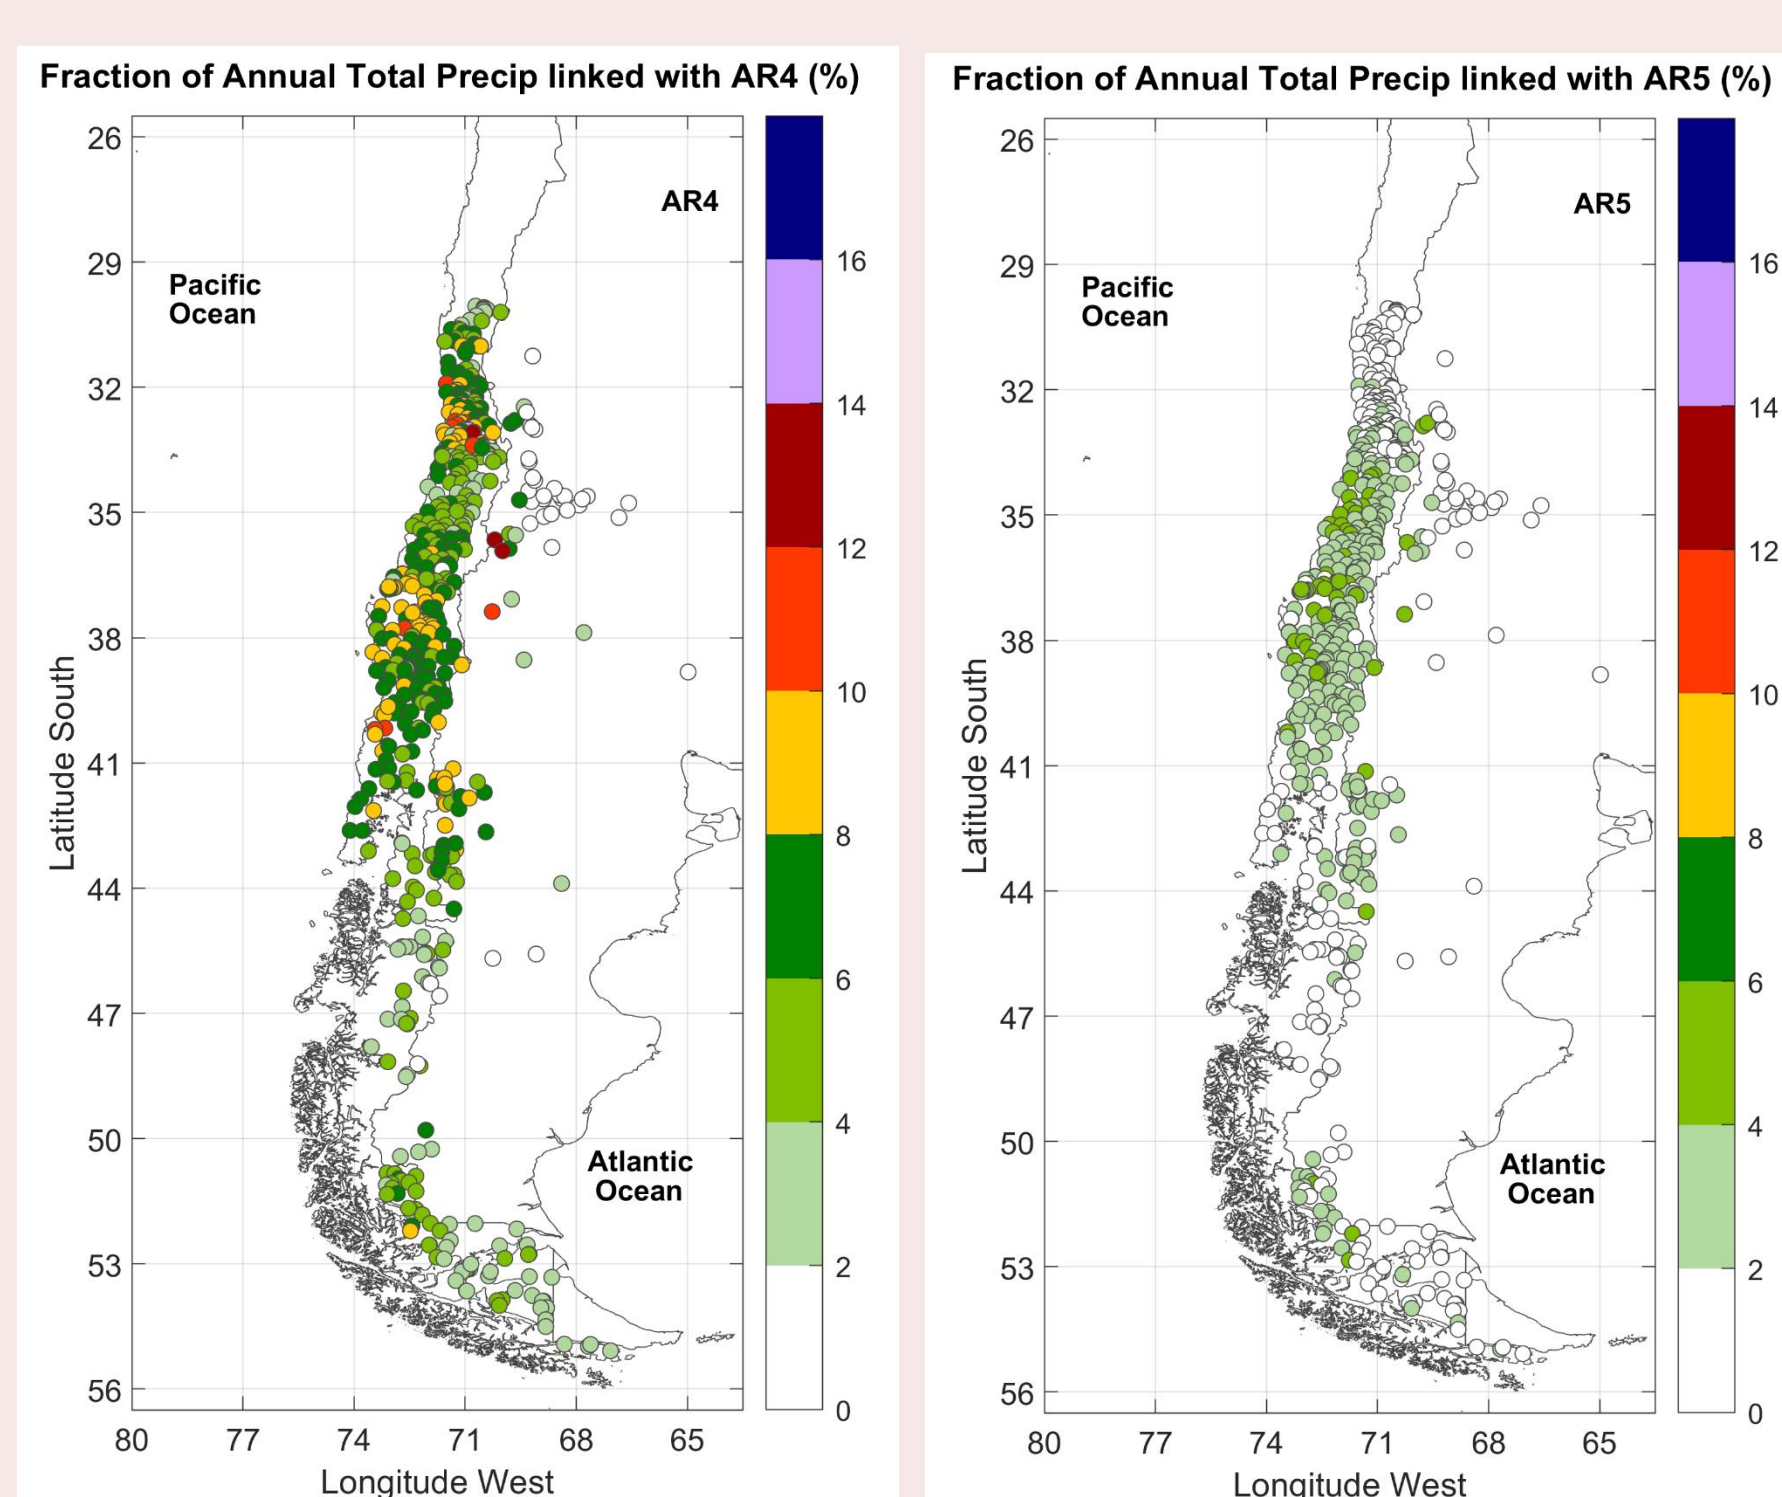 Fraction of Annual Total Precip linked with AR4 (%)
26
29
32
35
38
41
44
47
50
53
56
Latitude South
AR4
Pacific
Ocean
Atlantic
Ocean
16
14
12
10
8
6
4
2
0
80 77 74 71 68 65
Longitude West
Fraction of Annual Total Precip linked with AR5 (%)
26
29
32
35
38
41
44
47
50
53
56
Latitude South
AR5
Pacific
Ocean
Atlantic
Ocean
16
14
12
10
8
6
4
2
0
80 77 74 71 68 65
Longitude West